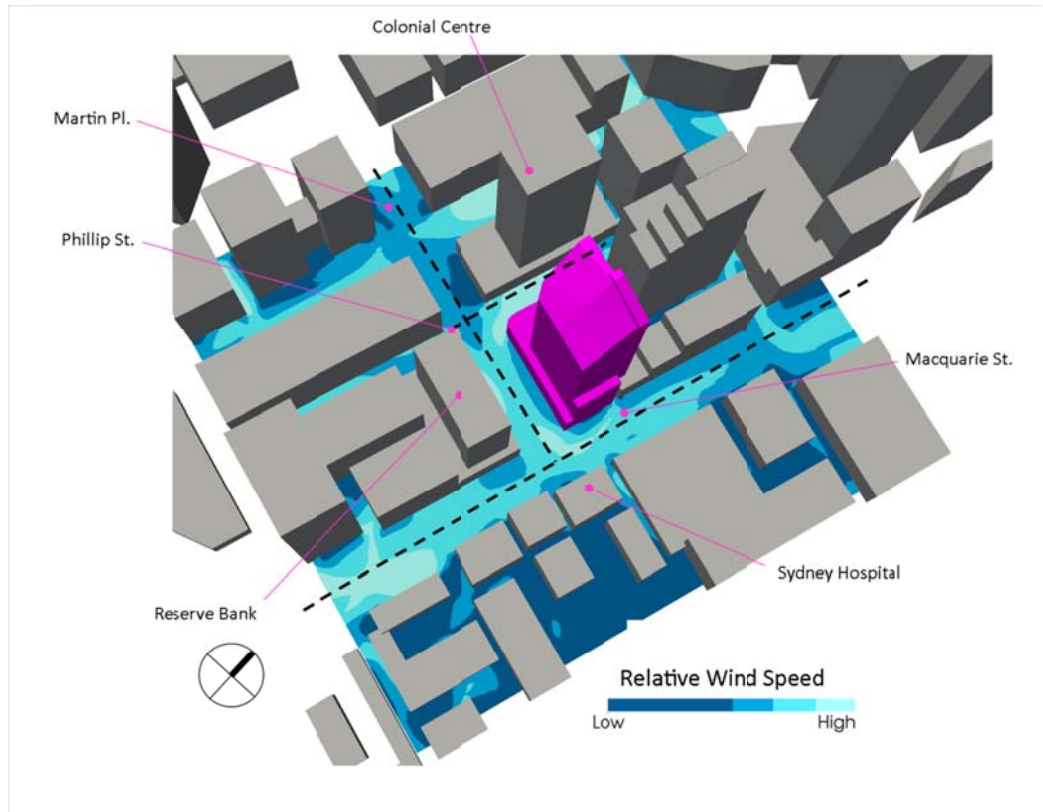 Colonial Centre
Martin Pl.
Phillip St.
Macquarie St.
Sydney Hospital
Reserve Bank
Relative Wind Speed
Low High